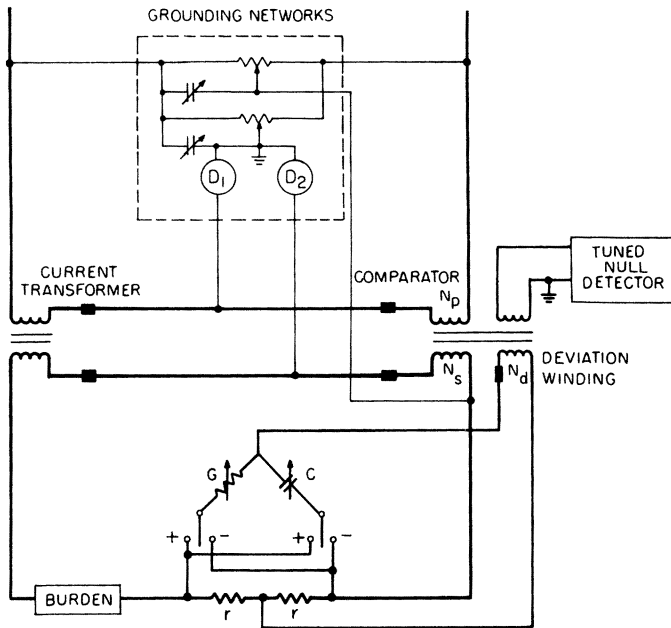 GROUNDING NETWORKS
D1
D2
CURRENT
TRANSFORMER
COMPARATOR
Np
TUNED
NULL
DETECTOR
Ns
Nd
DEVIATION
WINDING
G
C
+
-
+
-
BURDEN
r
r